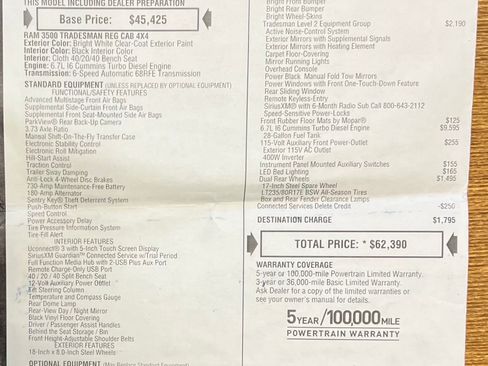 THIS MODEL INCLUDING DEALER PREPARATION
Base Price: $45,425
RAM 3500 TRADESMAN REG CAB 4X4
Exterior Color: Bright White Clear-Coat Exterior Paint
Interior Color: Black Interior Color
Interior: Cloth 40/20/40 Bench Seat
Engine: 6.7L I6 Cummins Turbo Diesel Engine
Transmission: 6-Speed Automatic 68RFE Transmission
STANDARD EQUIPMENT (UNLESS REPLACED BY OPTIONAL EQUIPMENT)
FUNCTIONAL/SAFETY FEATURES
Advanced Multistage Front Air Bags
Supplemental Side-Curtain Front Air Bags
Supplemental Front Seat-Mounted Side Air Bags
ParkView® Rear Back-Up Camera
3.73 Axle Ratio
Manual Shift-On-The-Fly Transfer Case
Electronic Stability Control
Electronic Roll Mitigation
Hill-Start Assist
Traction Control
Trailer Sway Damping
Anti-Lock 4-Wheel Disc Brakes
730-Amp Maintenance-Free Battery
180-Amp Alternator
Sentry Key® Theft Deterrent System
Push-Button Start
Speed Control
Power Accessory Delay
Tire Pressure Information System
Tire-Fill Alert
INTERIOR FEATURES
Uconnect® 3 with 5-Inch Touch Screen Display
SiriusXM Guardian™ Connected Service w/Trial Period
Full Function Media Hub with 2-USB Plus Aux Port
Remote Charge-Only USB Port
40 / 20 / 40 Split Bench Seat
12-Volt Auxiliary Power Outlet
Tilt Steering Column
Temperature and Compass Gauge
Rear Dome Lamp
Rear-View Day / Night Mirror
Black Vinyl Floor Covering
Driver / Passenger Assist Handles
Behind the Seat Storage / Bin
Front Height-Adjustable Shoulder Belts
EXTERIOR FEATURES
18-Inch x 8.0-Inch Steel Wheels
OPTIONAL EQUIPMENT (May Replace Standard Equipment)
Bright Front Bumper
Bright Rear Bumper
Bright Wheel-Skins
Tradesman Level 2 Equipment Group $2,190
Active Noise-Control System
Exterior Mirrors with Supplemental Signals
Exterior Mirrors with Heating Element
Carpet Floor-Covering
Mirror Running Lights
Overhead Console
Power Black Manual Fold Tow Mirrors
Power Windows with Front One-Touch-Down Feature
Rear Sliding Window
Remote Keyless-Entry
SiriusXM® with 6-Month Radio Sub Call 800-643-2112
Speed-Sensitive Power-Locks
Front Rubber Floor Mats by Mopar® $125
6.7L I6 Cummins Turbo Diesel Engine $9,595
28-Gallon Fuel Tank
115-Volt Auxiliary Front Power-Outlet $255
Exterior 115V AC Outlet
400W Inverter
Instrument Panel Mounted Auxiliary Switches $155
LED Bed Lighting $165
Dual Rear Wheels $1,495
17-Inch Steel Spare Wheel
LT235/80R17E BSW All-Season Tires
Box and Rear Fender Clearance Lamps
Connected Services Delete Credit -$250
DESTINATION CHARGE $1,795
TOTAL PRICE: * $62,390
WARRANTY COVERAGE
5-year or 100,000-mile Powertrain Limited Warranty.
3-year or 36,000-mile Basic Limited Warranty.
Ask Dealer for a copy of the limited warranties or
see your owner's manual for details.
5YEAR/100,000MILE
POWERTRAIN WARRANTY